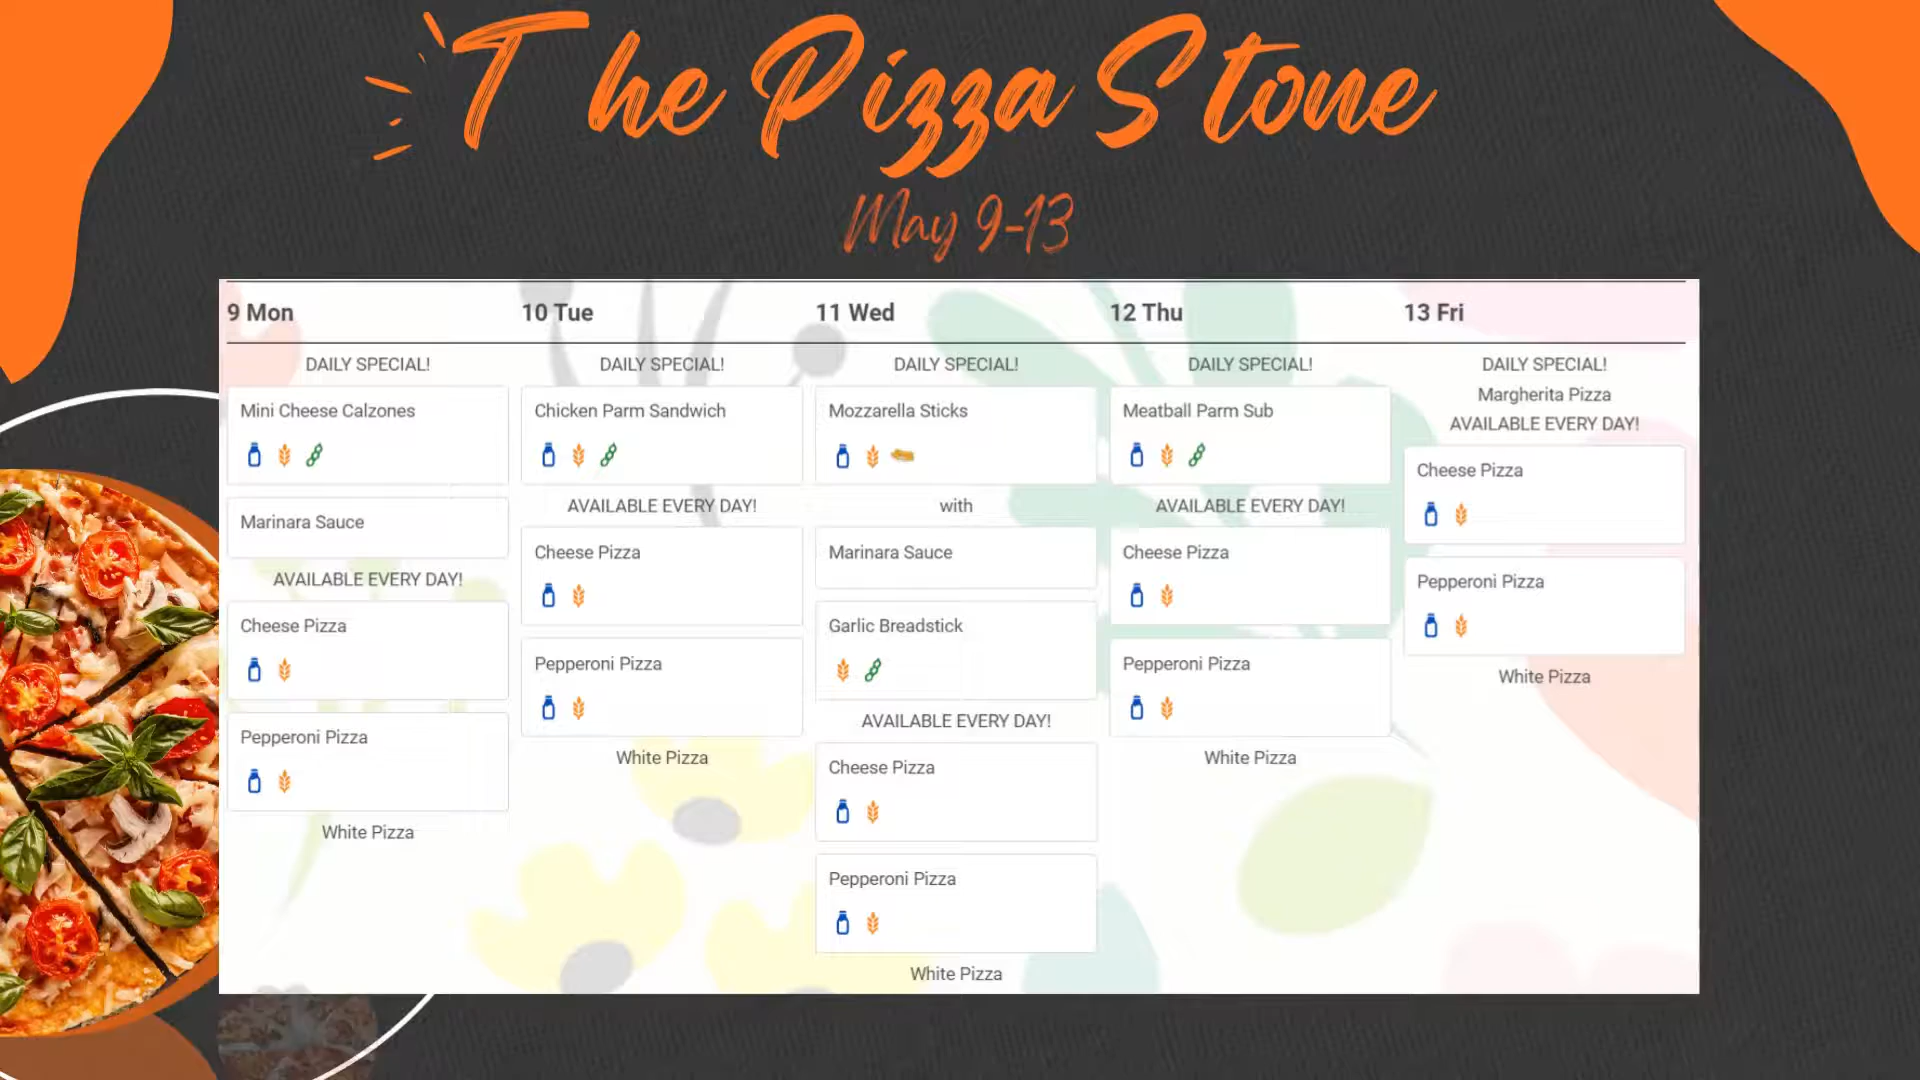 The Pizza Stone
May 9-13
9 Mon
DAILY SPECIAL!
Mini Cheese Calzones
Marinara Sauce
AVAILABLE EVERY DAY!
Cheese Pizza
Pepperoni Pizza
White Pizza
10 Tue
DAILY SPECIAL!
Chicken Parm Sandwich
AVAILABLE EVERY DAY!
Cheese Pizza
Pepperoni Pizza
White Pizza
11 Wed
DAILY SPECIAL!
Mozzarella Sticks
with
Marinara Sauce
Garlic Breadstick
AVAILABLE EVERY DAY!
Cheese Pizza
Pepperoni Pizza
White Pizza
12 Thu
DAILY SPECIAL!
Meatball Parm Sub
AVAILABLE EVERY DAY!
Cheese Pizza
Pepperoni Pizza
White Pizza
13 Fri
DAILY SPECIAL!
Margherita Pizza
AVAILABLE EVERY DAY!
Cheese Pizza
Pepperoni Pizza
White Pizza